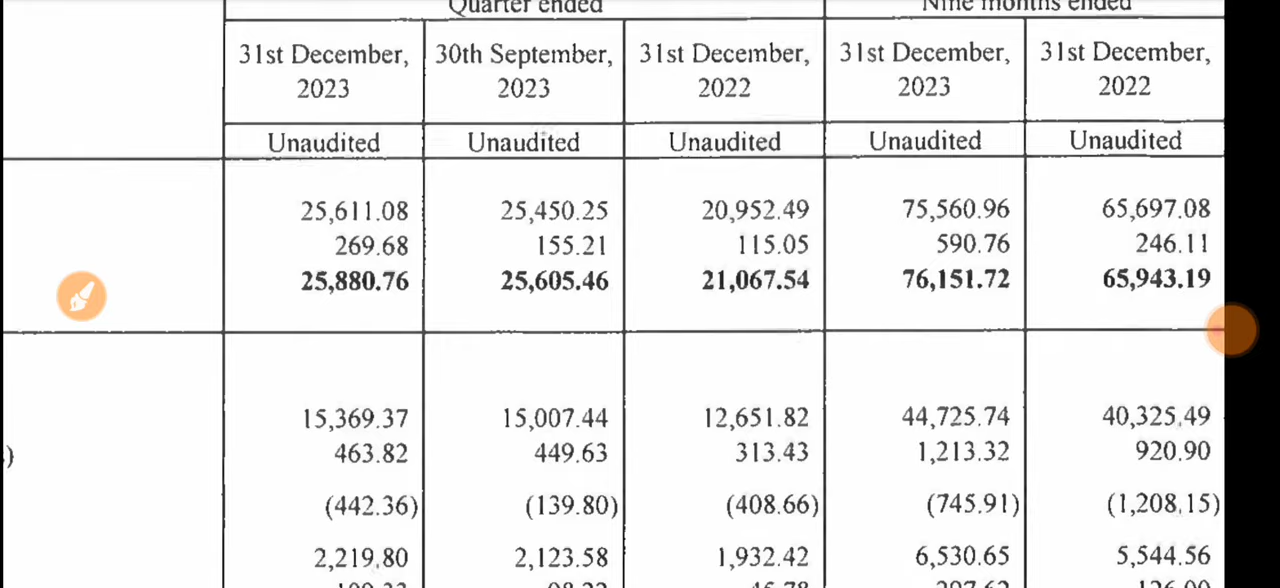 Quarter ended Nine months ended
31st December, 30th September, 31st December, 31st December, 31st December,
2023 2023 2022 2023 2022
Unaudited Unaudited Unaudited Unaudited Unaudited
25,611.08 25,450.25 20,952.49 75,560.96 65,697.08
269.68 155.21 115.05 590.76 246.11
25,880.76 25,605.46 21,067.54 76,151.72 65,943.19
15,369.37 15,007.44 12,651.82 44,725.74 40,325.49
) 463.82 449.63 313.43 1,213.32 920.90
(442.36) (139.80) (408.66) (745.91) (1,208.15)
2,219.80 2,123.58 1,932.42 6,530.65 5,544.56